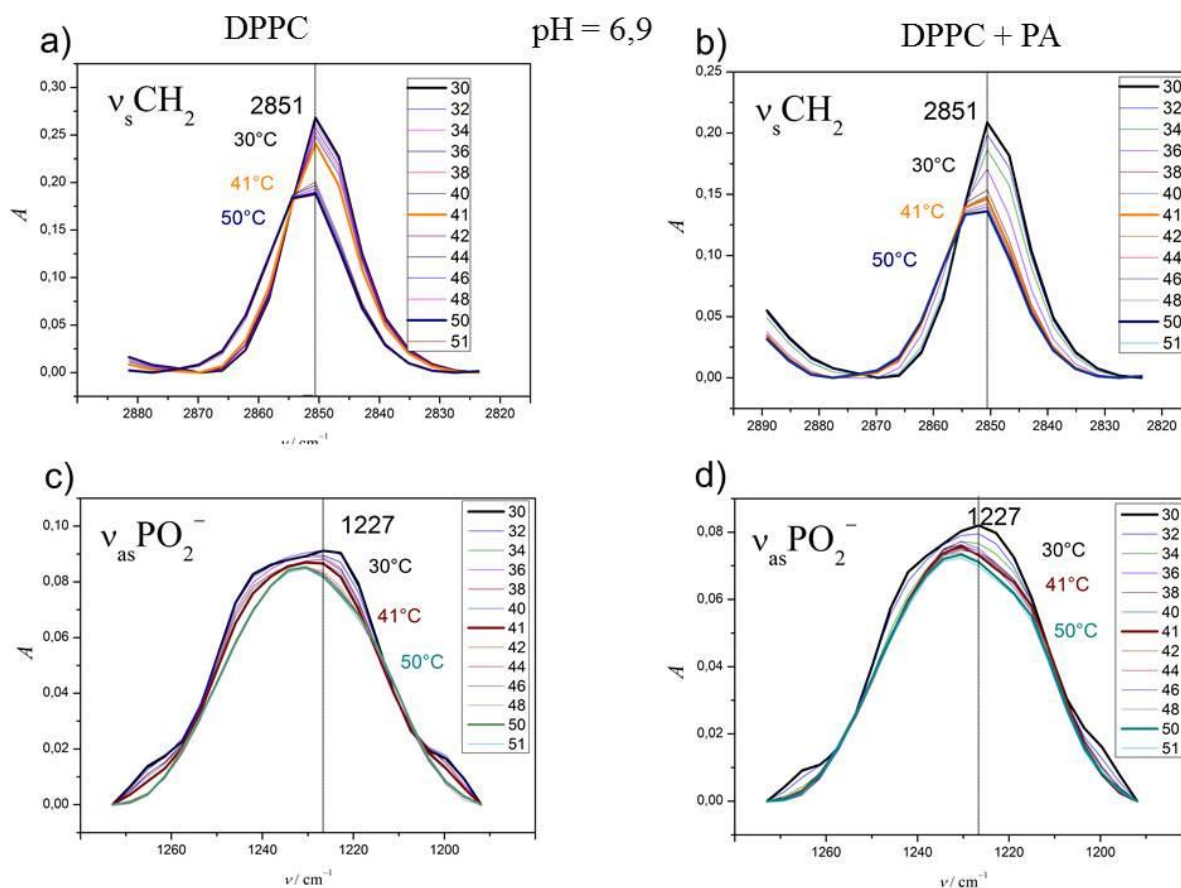 DPPC
pH = 6,9
DPPC + PA
a)
νsCH2
2851
30°C
41°C
50°C
30
32
34
36
38
40
41
42
44
46
48
50
51
0,30
0,25
0,20
0,15
0,10
0,05
0,00
A
2880 2870 2860 2850 2840 2830
ν/ cm-1
b)
νsCH2
2851
30°C
41°C
50°C
30
32
34
36
38
40
41
42
44
46
48
50
51
0,25
0,20
0,15
0,10
0,05
0,00
A
2890 2880 2870 2860 2850 2840 2830 2820
ν/ cm-1
c)
νasPO2−
1227
30°C
41°C
50°C
30
32
34
36
38
40
41
42
44
46
48
50
51
0,10
0,08
0,06
0,04
0,02
0,00
A
1260 1240 1220 1200
ν/ cm-1
d)
νasPO2−
1227
30°C
41°C
50°C
30
32
34
36
38
40
41
42
44
46
48
50
51
0,08
0,06
0,04
0,02
0,00
A
1260 1240 1220 1200
ν/ cm-1